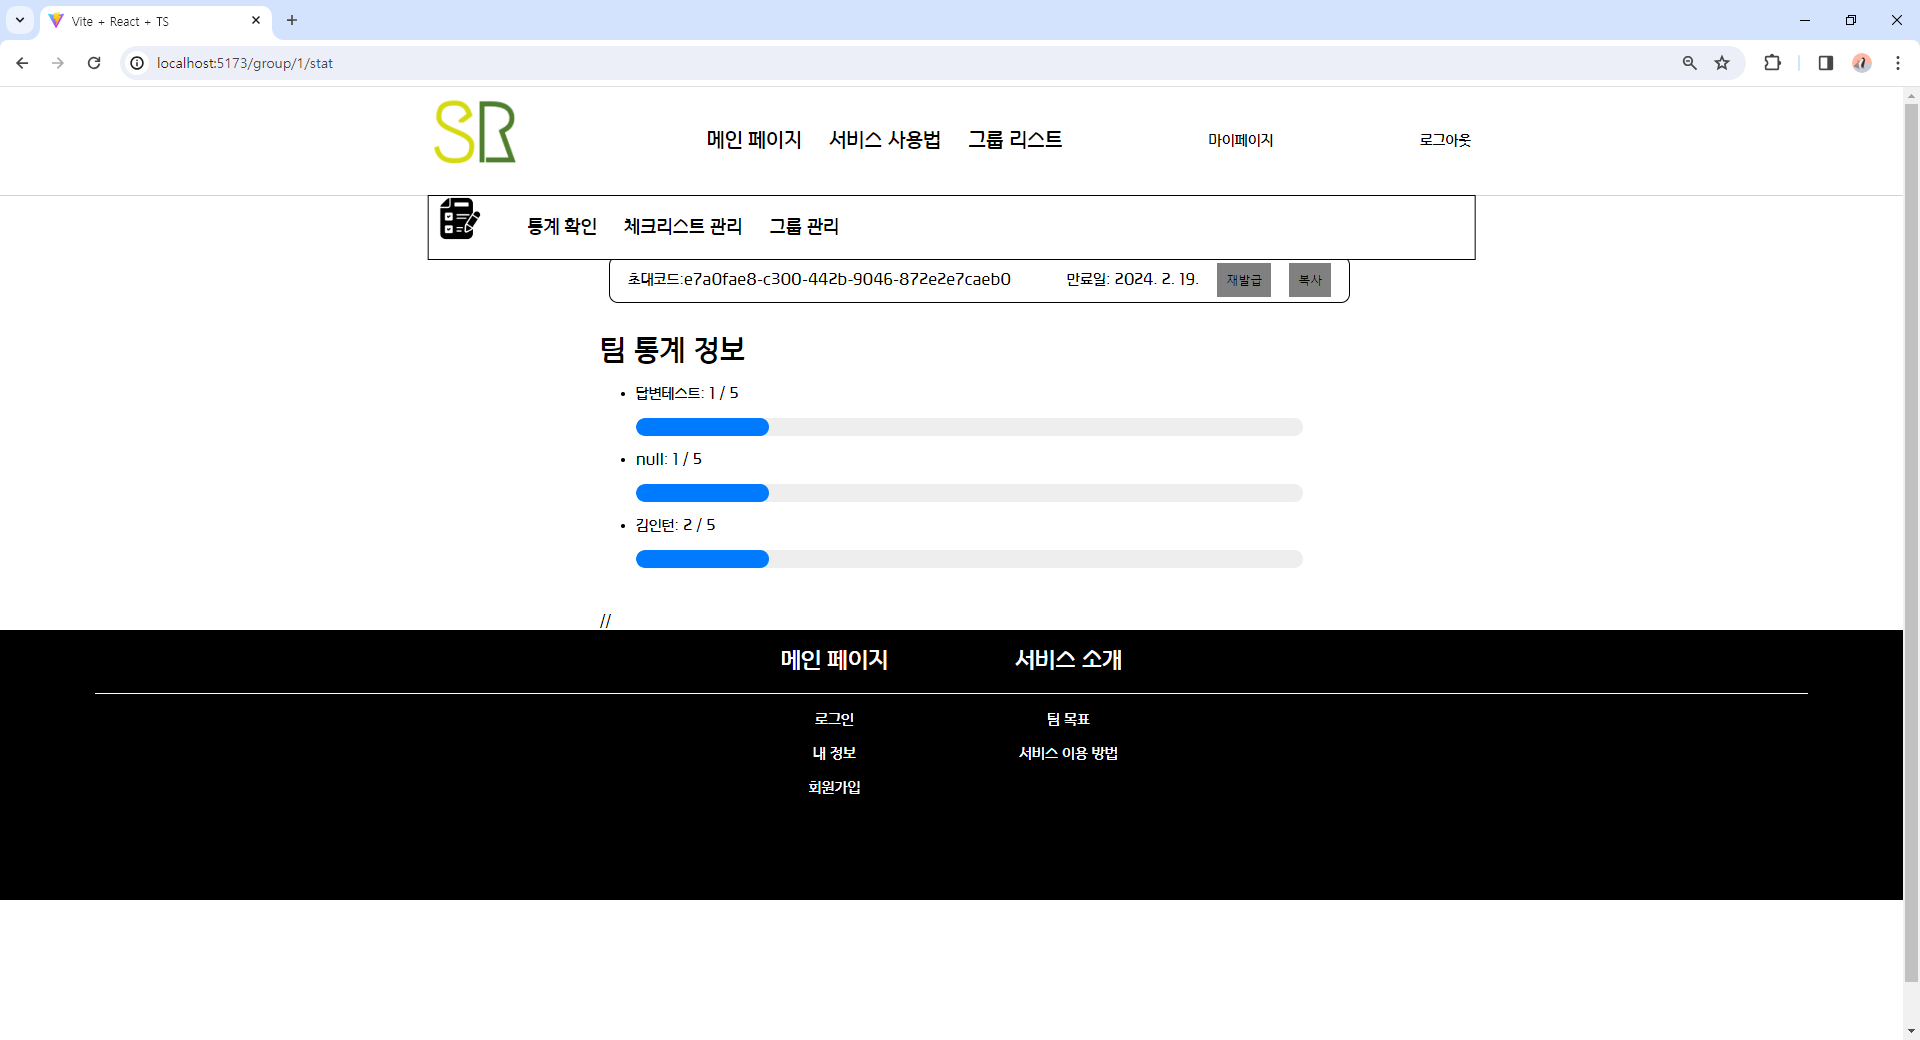 Vite + React + TS
localhost:5173/group/1/stat
SR
메인 페이지 서비스 사용법 그룹 리스트 마이페이지 로그아웃
통계 확인 체크리스트 관리 그룹 관리
초대코드:e7a0fae8-c300-442b-9046-872e2e7caeb0 만료일: 2024. 2. 19. 재발급 복사
팀 통계 정보
• 답변테스트: 1 / 5
• null: 1 / 5
• 김인턴: 2 / 5
//
메인 페이지 서비스 소개
로그인 팀 목표
내 정보 서비스 이용 방법
회원가입